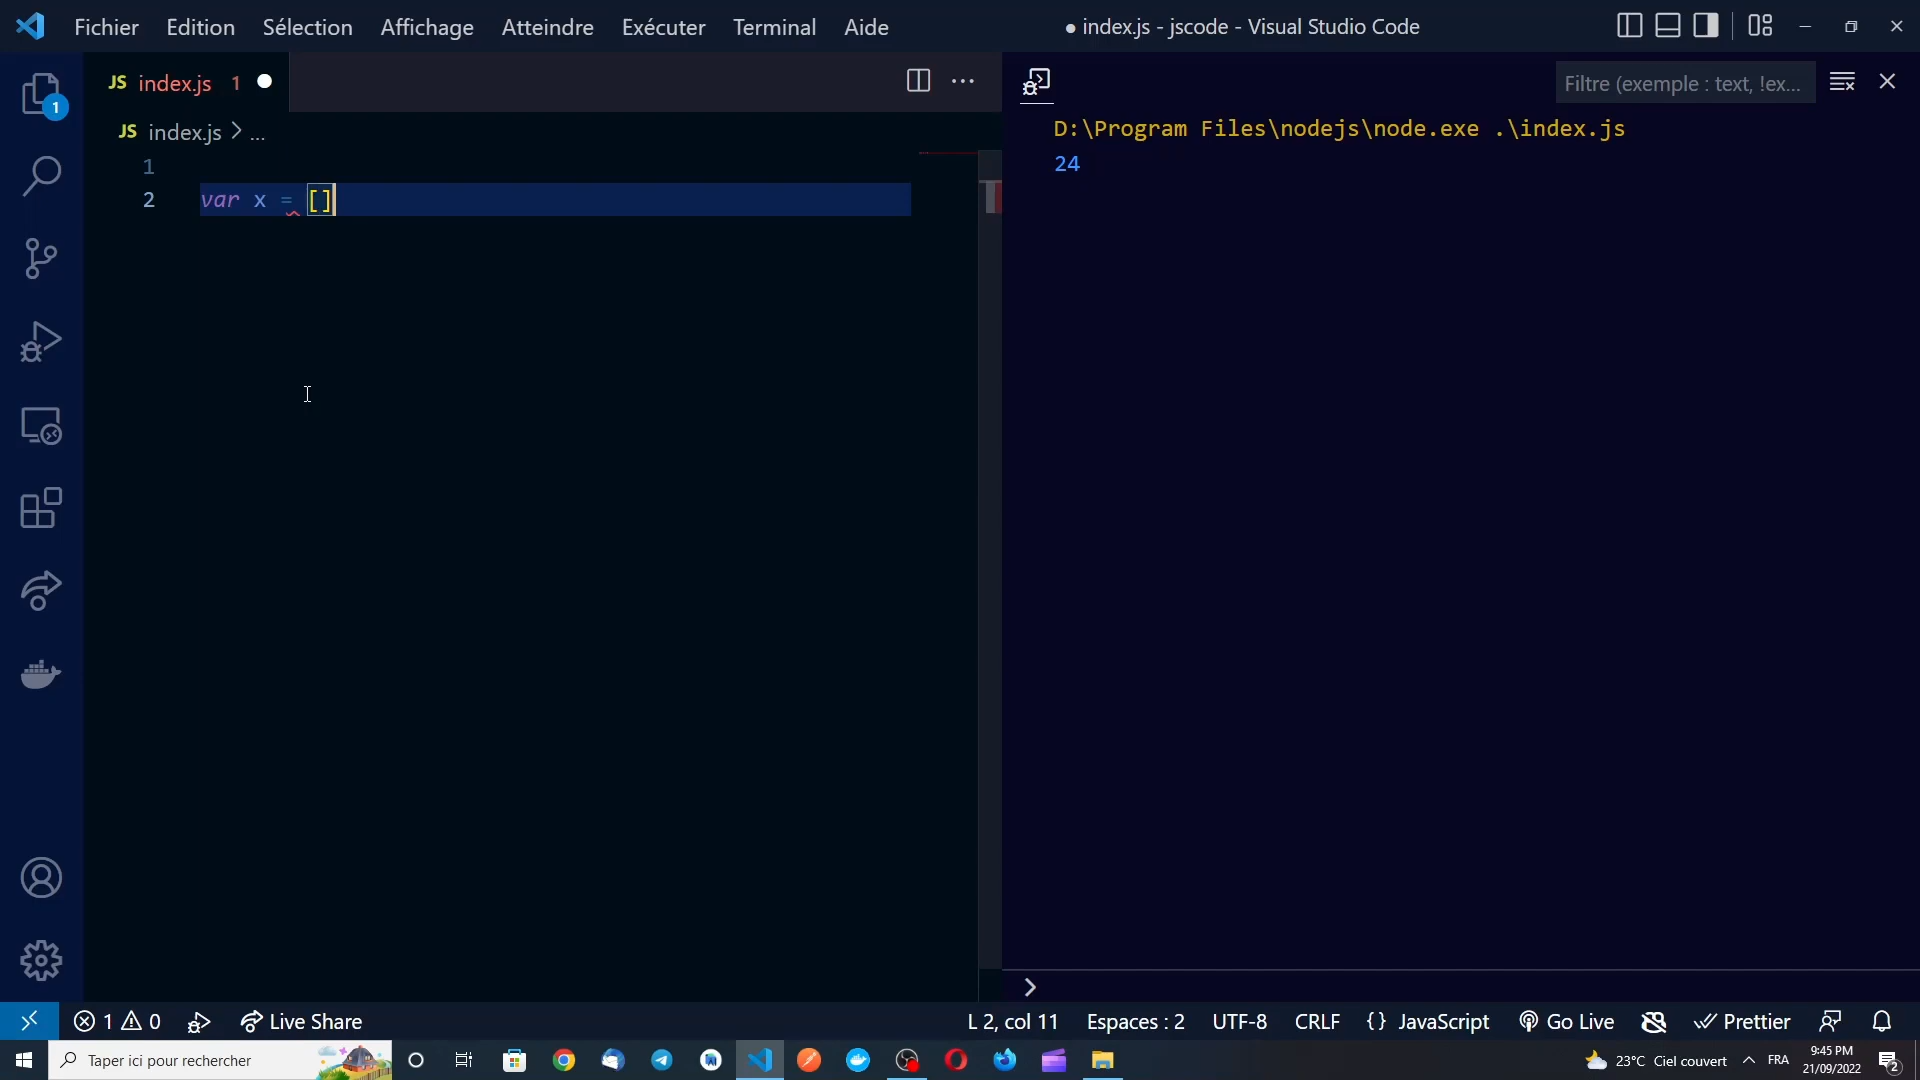 Fichier Edition Sélection Affichage Atteindre Exécuter Terminal Aide ● index.js - jscode - Visual Studio Code
JS index.js 1 Filtre (exemple : text, !ex...
1
JS index.js > ...
D:\Program Files\nodejs\node.exe .\index.js
1
24
2 var x = []
1 0 Live Share L 2, col 11 Espaces : 2 UTF-8 CRLF {} JavaScript Go Live Prettier
Taper ici pour rechercher 23°C Ciel couvert FRA 9:45 PM
21/09/2022 2